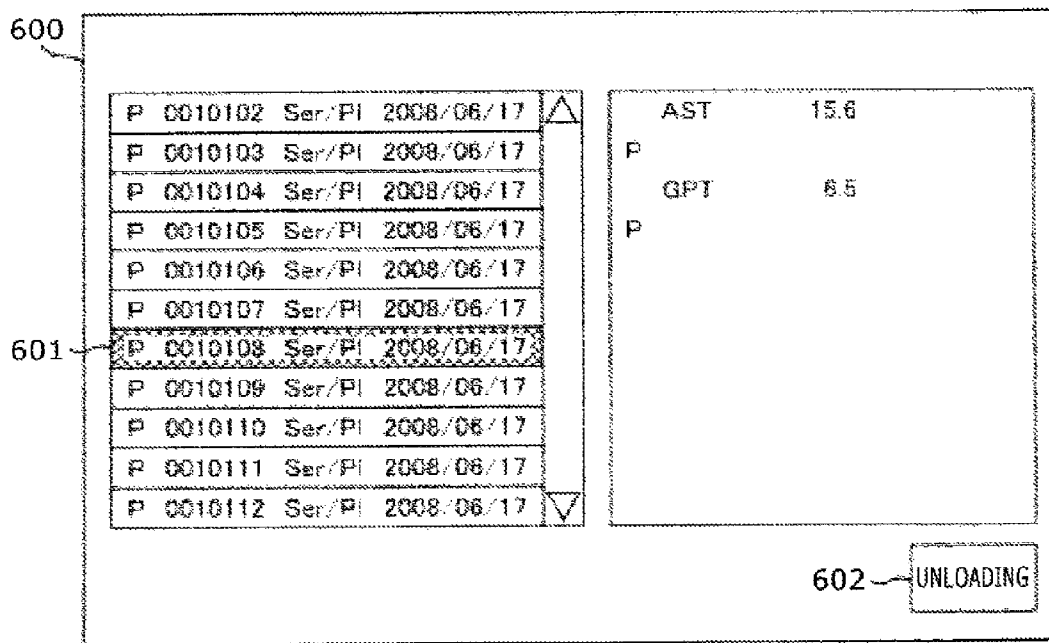 600
P 0010102 Ser/Pl 2008/06/17
P 0010103 Ser/Pl 2008/06/17
P 0010104 Ser/Pl 2008/06/17
P 0010105 Ser/Pl 2008/06/17
P 0010106 Ser/Pl 2008/06/17
P 0010107 Ser/Pl 2008/06/17
601
P 0010108 Ser/Pl 2008/06/17
P 0010109 Ser/Pl 2008/06/17
P 0010110 Ser/Pl 2008/06/17
P 0010111 Ser/Pl 2008/06/17
P 0010112 Ser/Pl 2008/06/17
AST 15.6
P
GPT 6.5
P
602
UNLOADING